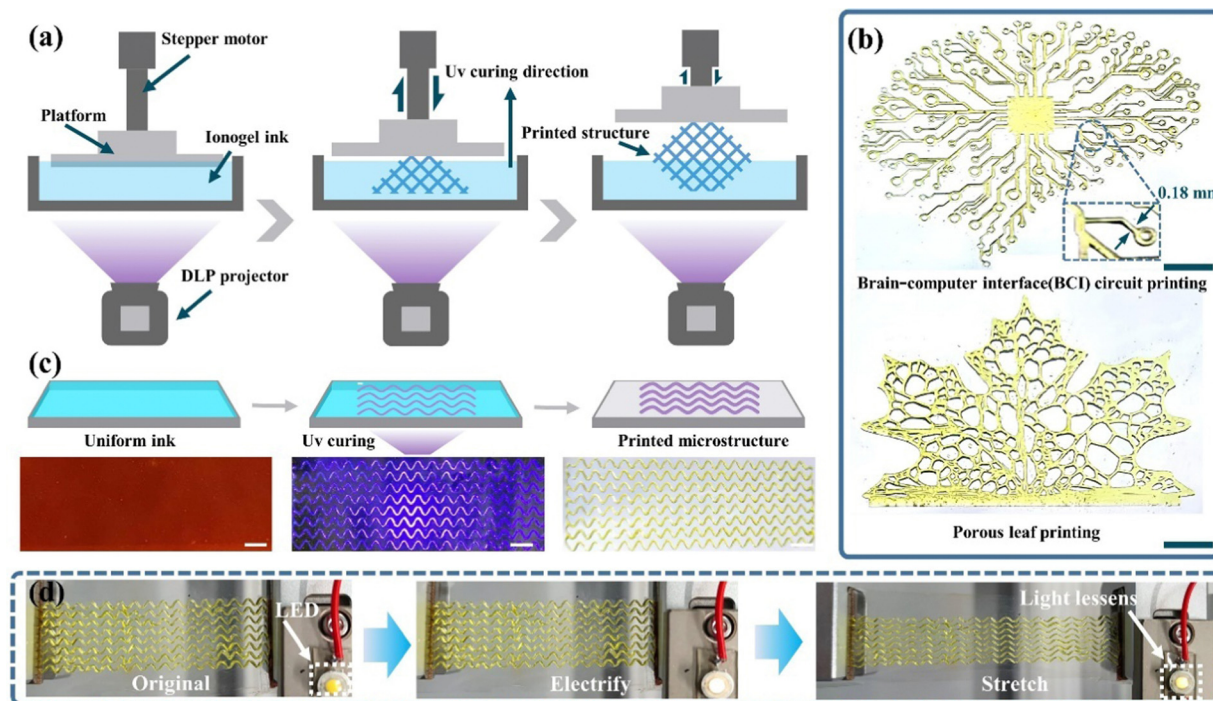 (a)
Stepper motor
Platform
Ionogel ink
Uv curing direction
Printed structure
DLP projector
(b)
0.18 mm
Brain-computer interface(BCI) circuit printing
Porous leaf printing
(c)
Uniform ink
Uv curing
Printed microstructure
(d)
LED
Original
Electrify
Light lessens
Stretch